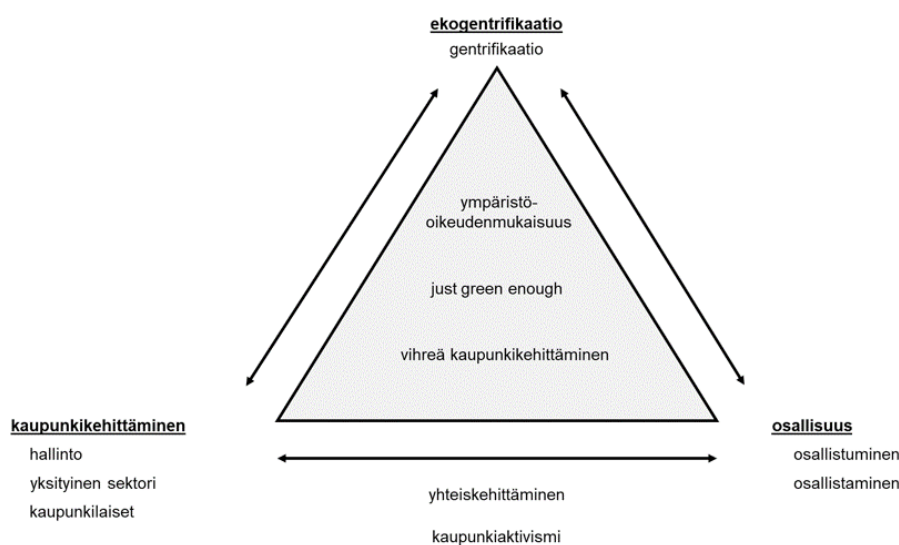 ekogentrifikaatio
gentrifikaatio
ympäristö-
oikeudenmukaisuus
just green enough
vihreä kaupunkikehittäminen
kaupunkikehittäminen
hallinto
yksityinen sektori
kaupunkilaiset
osallisuus
osallistuminen
osallistaminen
yhteiskehittäminen
kaupunkiaktivismi